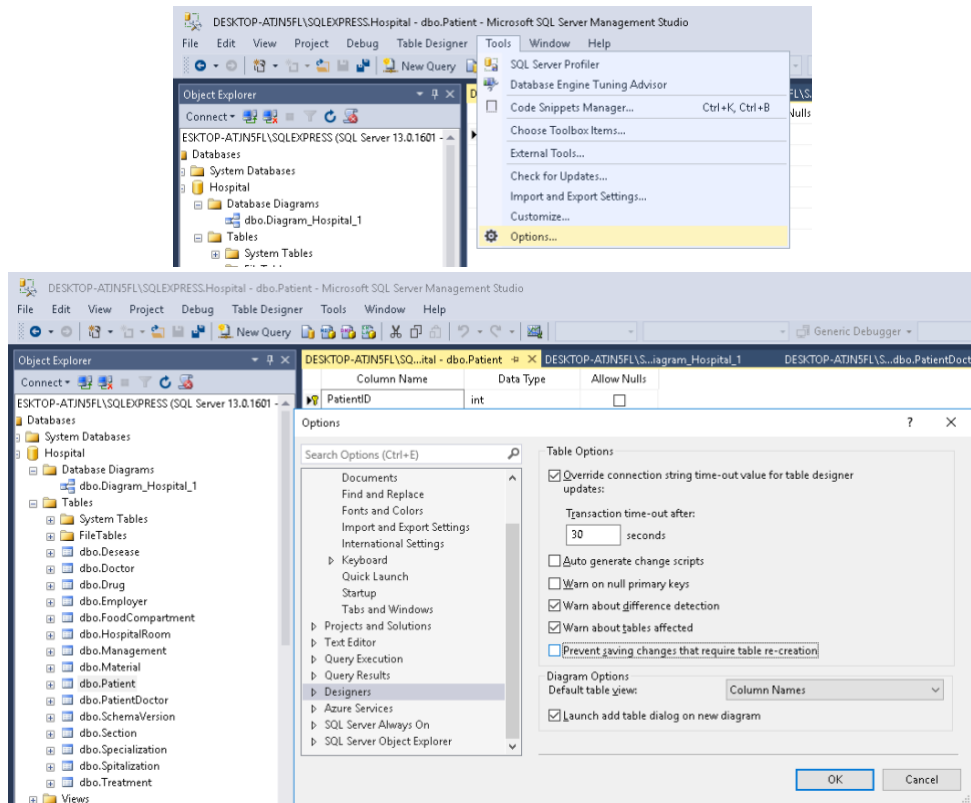 DESKTOP-ATJN5FL\SQLEXPRESS.Hospital - dbo.Patient - Microsoft SQL Server Management Studio
File Edit View Project Debug Table Designer Tools Window Help
New Query
SQL Server Profiler
Database Engine Tuning Advisor
Code Snippets Manager... Ctrl+K, Ctrl+B
Choose Toolbox Items...
External Tools...
Check for Updates...
Import and Export Settings...
Customize...
Options...
Object Explorer
Connect
ESKTOP-ATJN5FL\SQLEXPRESS (SQL Server 13.0.1601 -
Databases
System Databases
Hospital
Database Diagrams
dbo.Diagram_Hospital_1
Tables
System Tables
DESKTOP-ATJN5FL\SQLEXPRESS.Hospital - dbo.Patient - Microsoft SQL Server Management Studio
File Edit View Project Debug Table Designer Tools Window Help
New Query
Generic Debugger
Object Explorer
Connect
ESKTOP-ATJN5FL\SQLEXPRESS (SQL Server 13.0.1601 -
Databases
System Databases
Hospital
Database Diagrams
dbo.Diagram_Hospital_1
Tables
System Tables
FileTables
dbo.Desease
dbo.Doctor
dbo.Drug
dbo.Employer
dbo.FoodCompartment
dbo.HospitalRoom
dbo.Management
dbo.Material
dbo.Patient
dbo.PatientDoctor
dbo.SchemaVersion
dbo.Section
dbo.Specialization
dbo.Spitalization
dbo.Treatment
Views
DESKTOP-ATJN5FL\SQ...ital - dbo.Patient DESKTOP-ATJN5FL\S...iagram_Hospital_1 DESKTOP-ATJN5FL\S...dbo.PatientDoct
Column Name Data Type Allow Nulls
PatientID int
Options ?
Search Options (Ctrl+E)
Documents
Find and Replace
Fonts and Colors
Import and Export Settings
International Settings
Keyboard
Quick Launch
Startup
Tabs and Windows
Projects and Solutions
Text Editor
Query Execution
Query Results
Designers
Azure Services
SQL Server Always On
SQL Server Object Explorer
Table Options
Override connection string time-out value for table designer
updates:
Transaction time-out after:
30 seconds
Auto generate change scripts
Warn on null primary keys
Warn about difference detection
Warn about tables affected
Prevent saving changes that require table re-creation
Diagram Options
Default table view: Column Names
Launch add table dialog on new diagram
OK Cancel